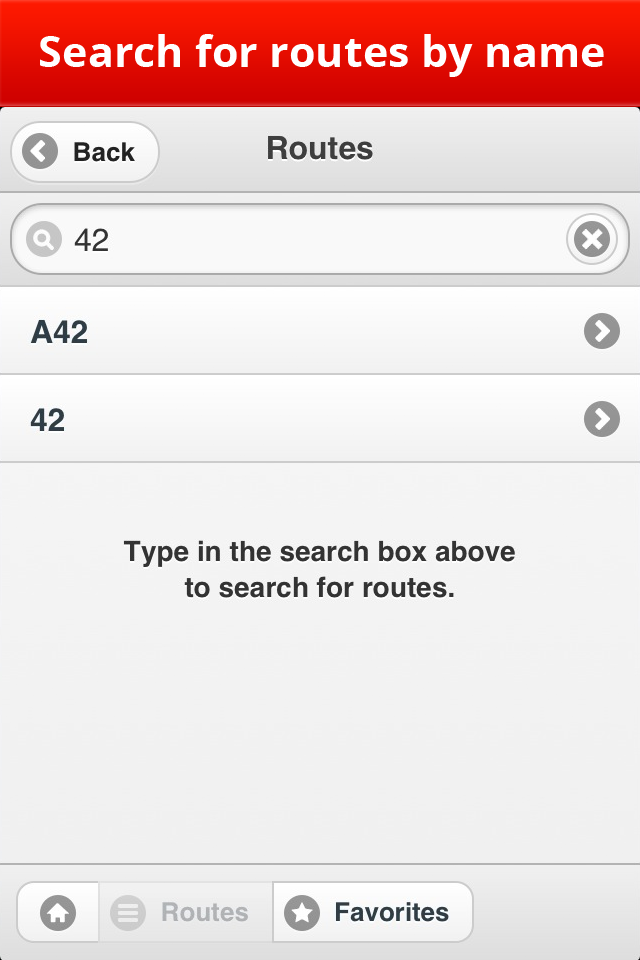 Search for routes by name
Back
Routes
42
A42
42
Type in the search box above
to search for routes.
Routes
Favorites